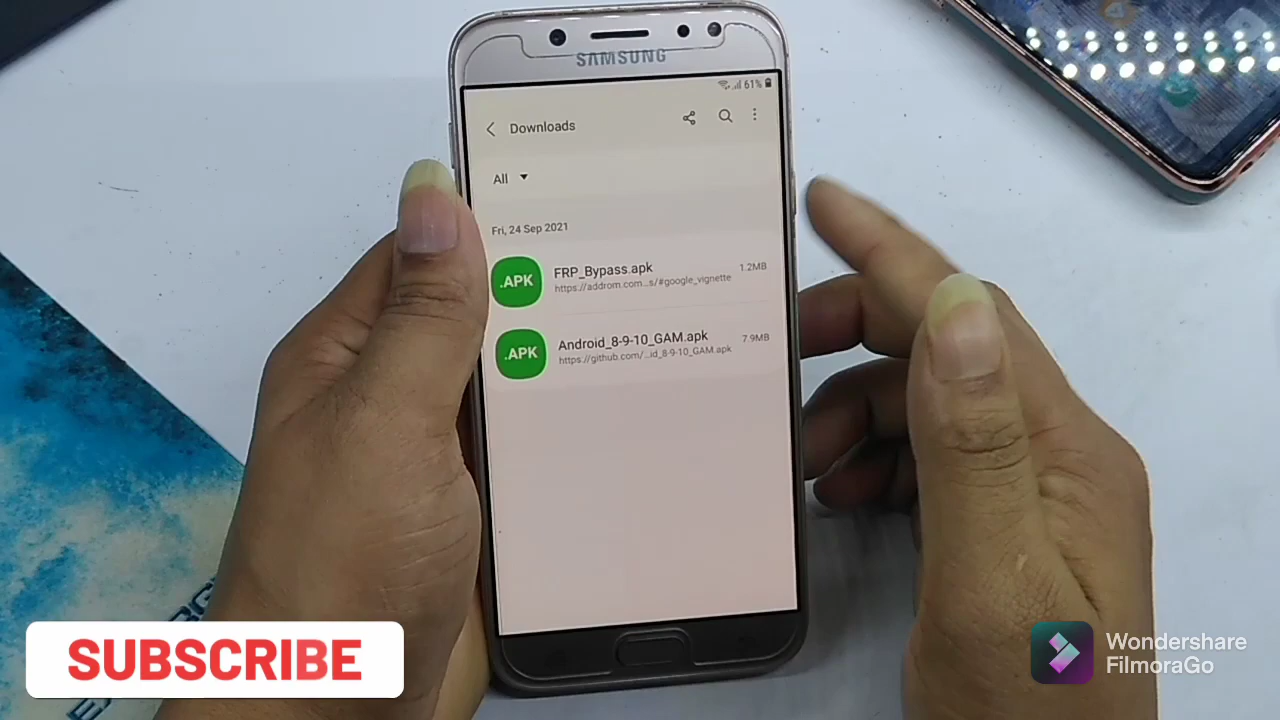 SAMSUNG
61%
Downloads
All
Fri, 24 Sep 2021
.APK
FRP_Bypass.apk
1.2MB
https://addrom.com...s/#google_vignette
.APK
Android_8-9-10_GAM.apk
7.9MB
https://github.com/...id_8-9-10_GAM.apk
SUBSCRIBE
Wondershare
FilmoraGo